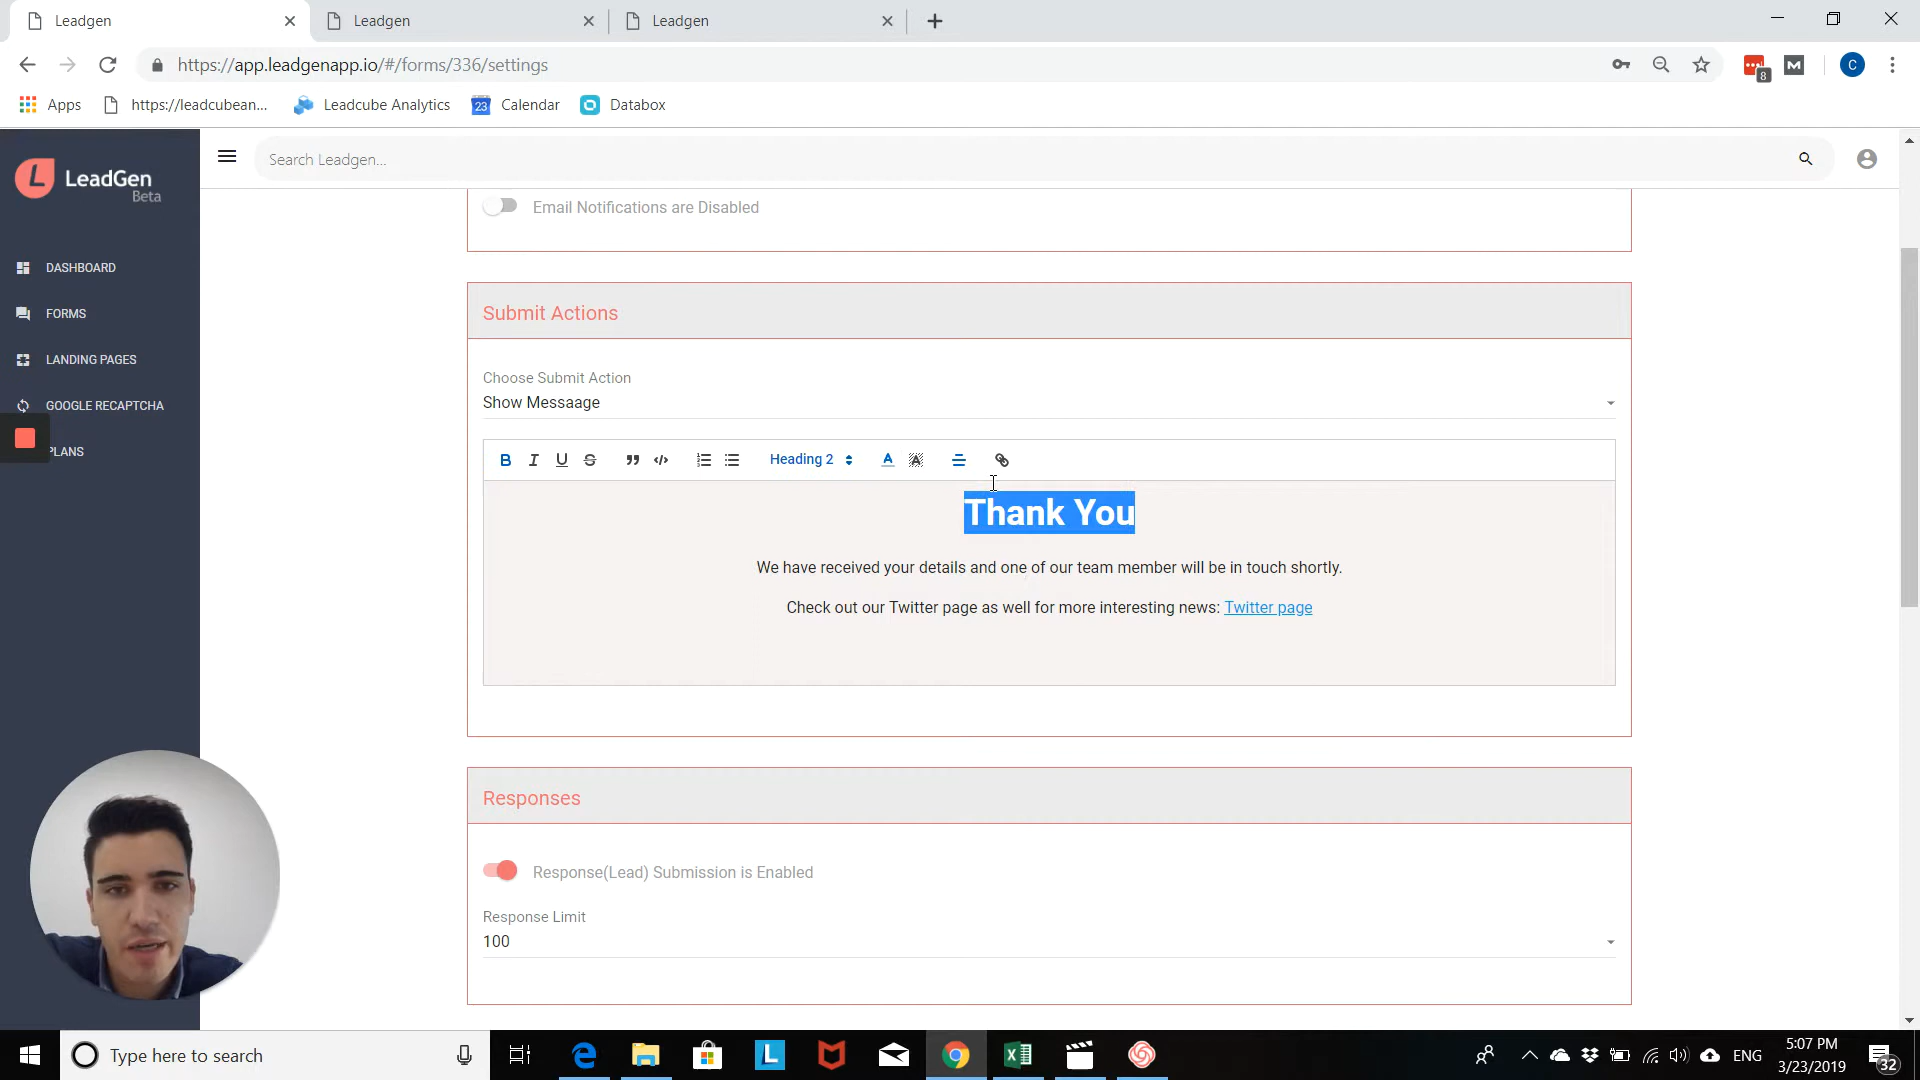 Leadgen
Leadgen
Leadgen
https://app.leadgenapp.io/#/forms/336/settings
8
M
C
Apps
https://leadcubean...
23
Leadcube Analytics
Calendar
Databox
L
LeadGen
Beta
Search Leadgen...
DASHBOARD
FORMS
LANDING PAGES
GOOGLE RECAPTCHA
PLANS
Email Notifications are Disabled
Submit Actions
Choose Submit Action
Show Messaage
B I U S
Heading 2
A
Thank You
We have received your details and one of our team member will be in touch shortly.
Check out our Twitter page as well for more interesting news: Twitter page
Responses
Response(Lead) Submission is Enabled
Response Limit
100
Type here to search
L
ENG
5:07 PM
3/23/2019
32